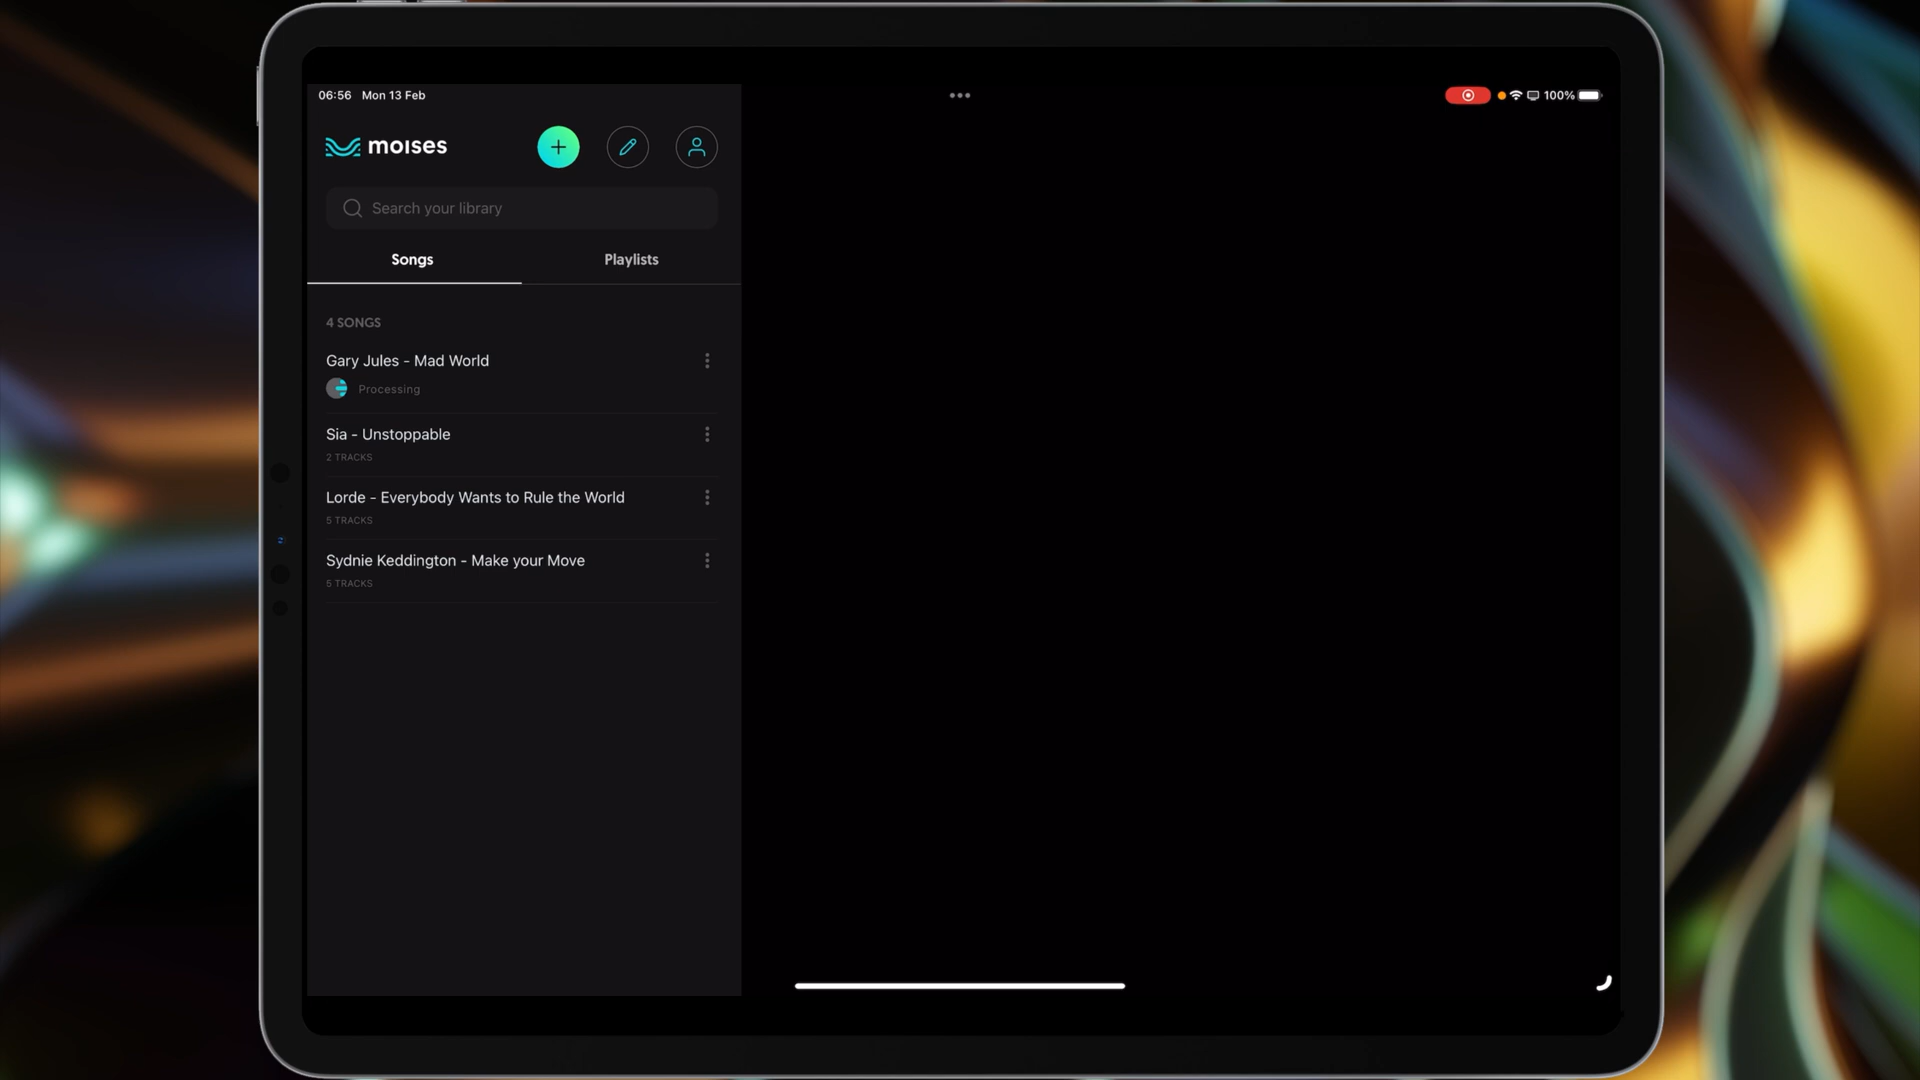 06:56 Mon 13 Feb
100%
moises
Search your library
Songs
Playlists
4 SONGS
Gary Jules - Mad World
Processing
Sia - Unstoppable
2 TRACKS
Lorde - Everybody Wants to Rule the World
5 TRACKS
Sydnie Keddington - Make your Move
5 TRACKS